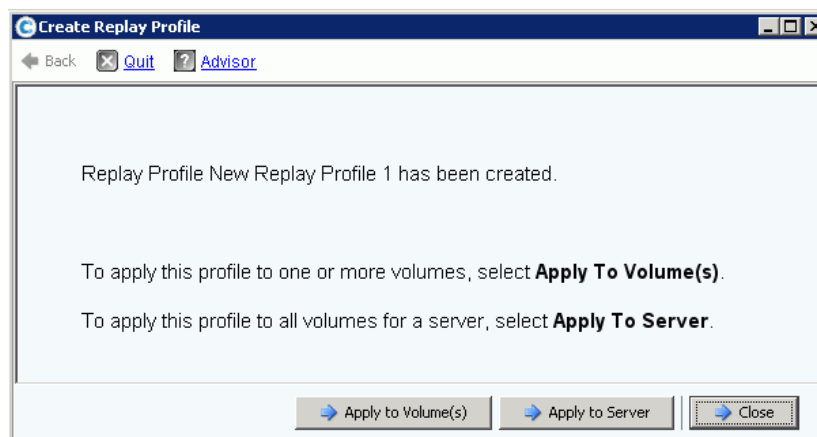 Create Replay Profile
Back Quit Advisor
Replay Profile New Replay Profile 1 has been created.
To apply this profile to one or more volumes, select Apply To Volume(s).
To apply this profile to all volumes for a server, select Apply To Server.
Apply to Volume(s) Apply to Server Close